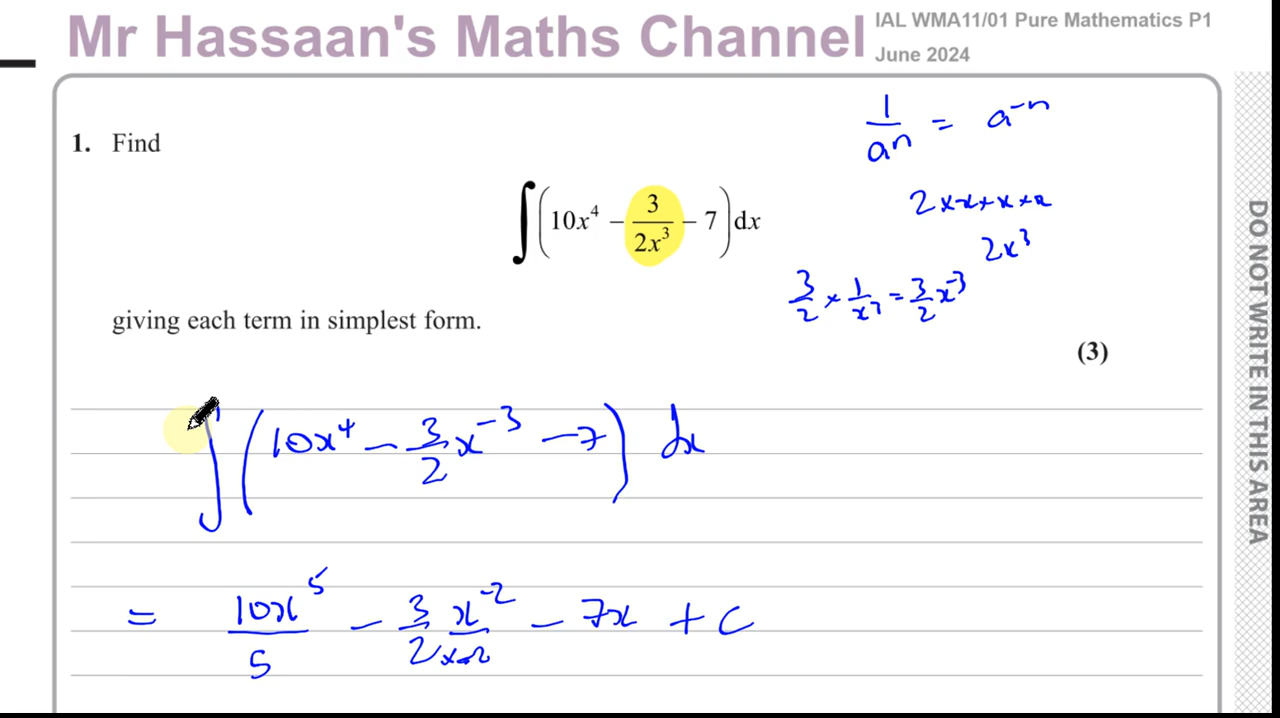 Mr Hassaan's Maths Channel
IAL WMA11/01 Pure Mathematics P1
June 2024
1. Find
∫(10x⁴ − 3/(2x³) − 7)dx
giving each term in simplest form.
(3)
1/aⁿ = a⁻ⁿ
2x³
3/2 × 1/x³ = 3/2 x⁻³
∫(10x⁴ − 3/2 x⁻³ − 7) dx
= 10x⁵/5 − 3/2 x⁻²/×-2 − 7x + c
DO NOT WRITE IN THIS AREA